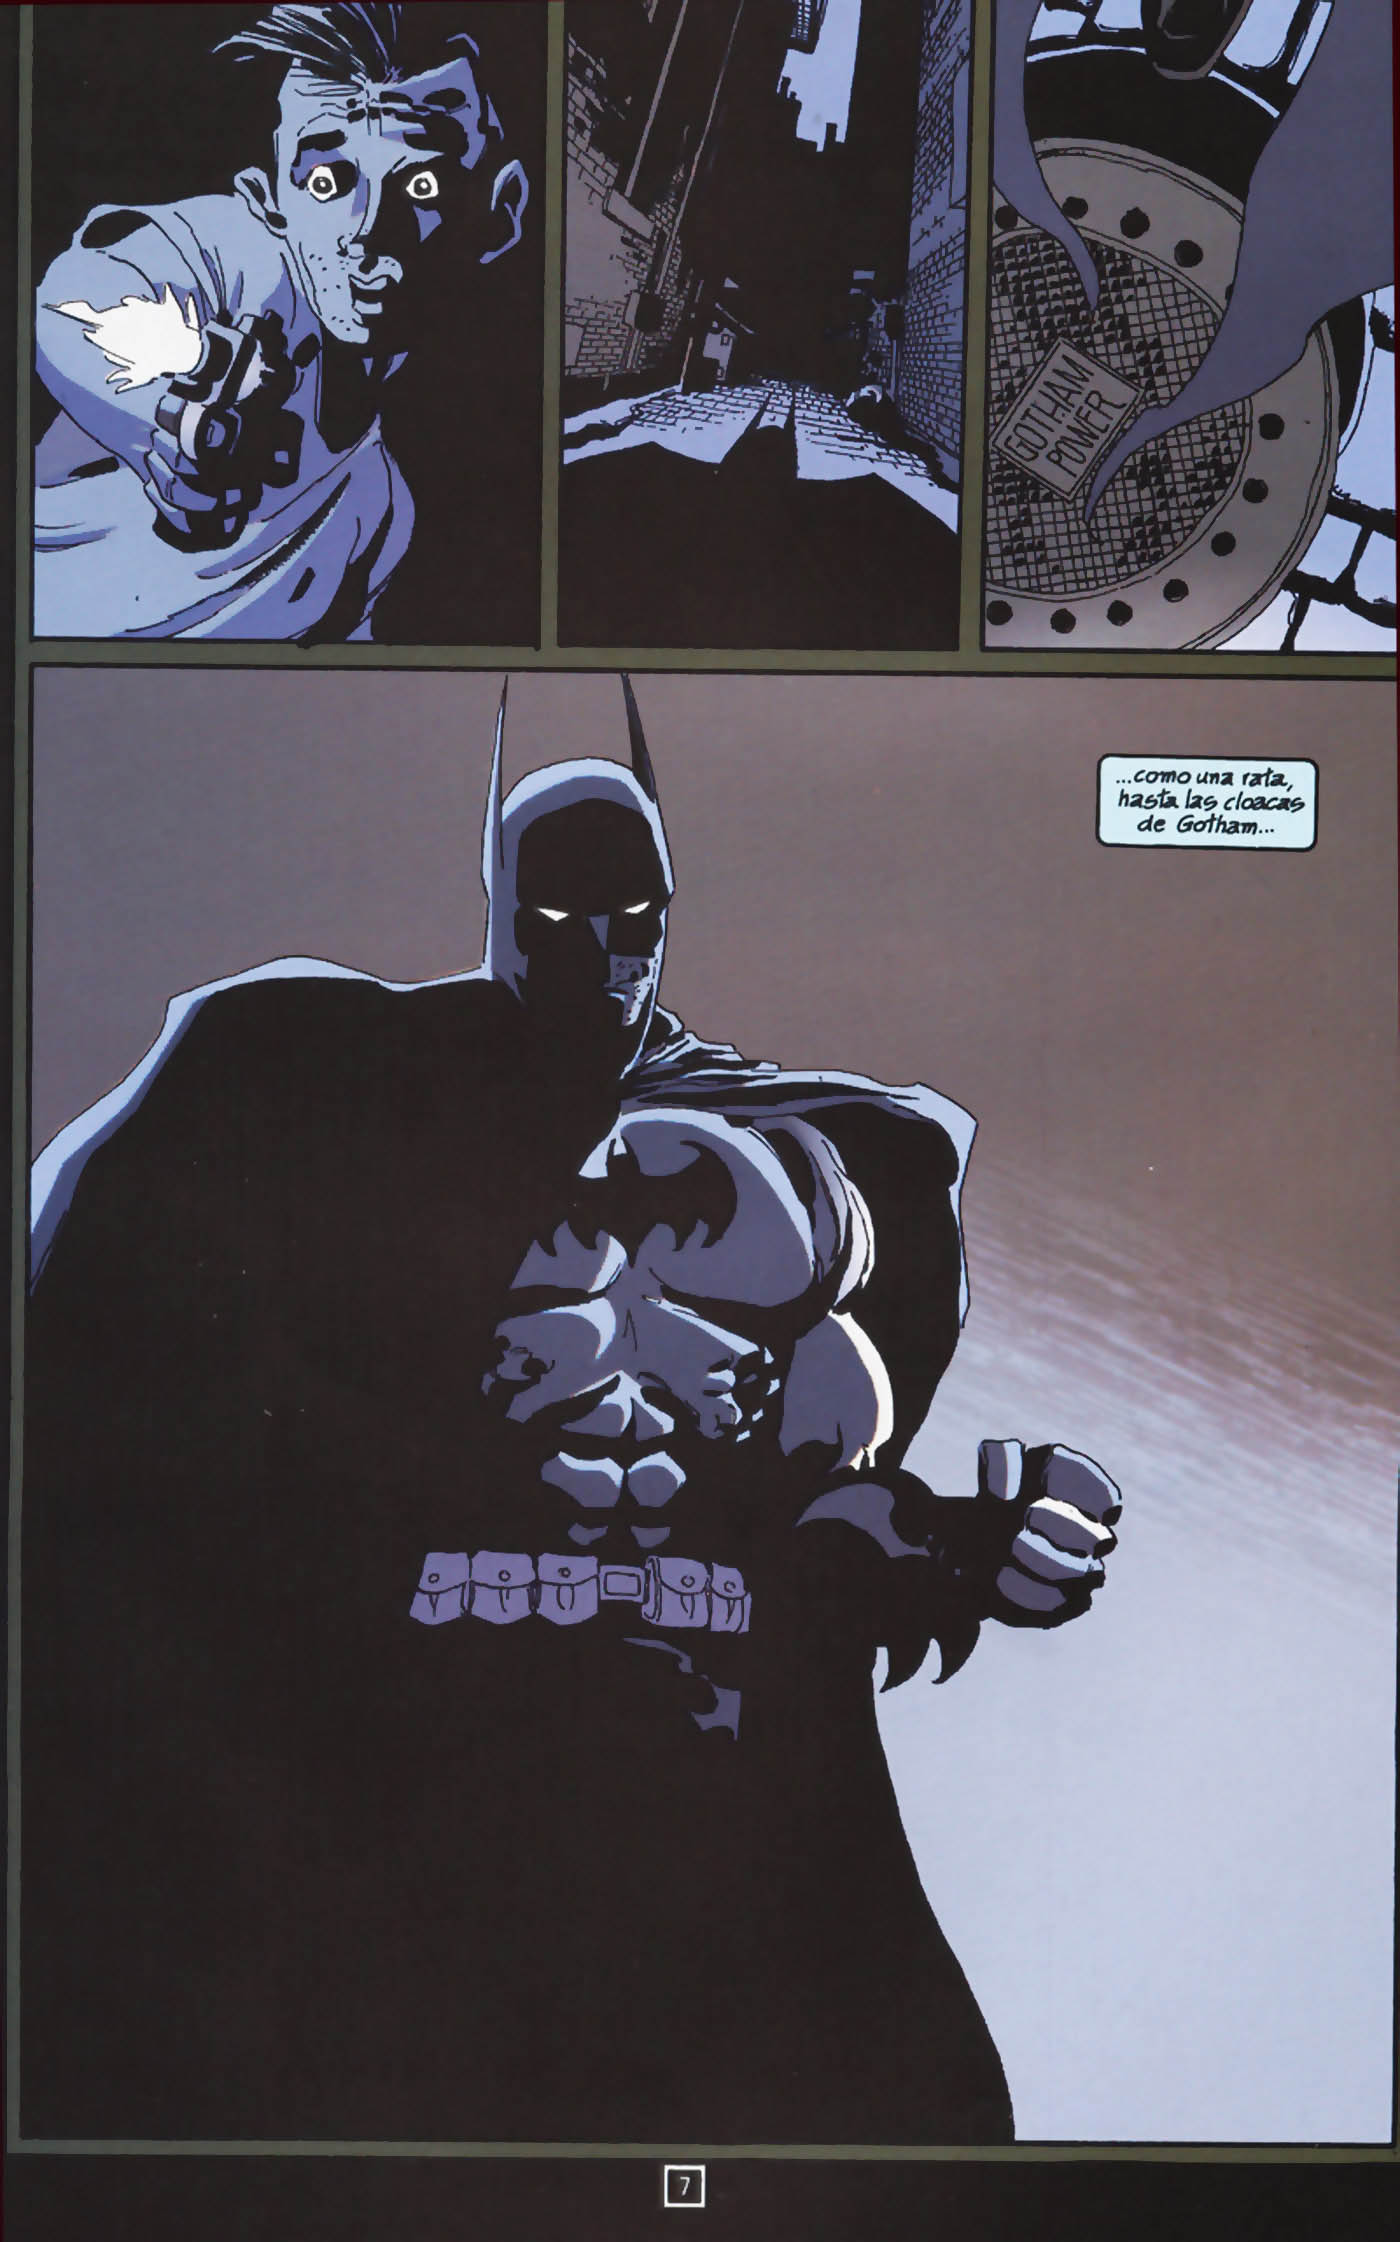 GOTHAM
POWER
...como una rata,
hasta las cloacas
de Gotham...
7